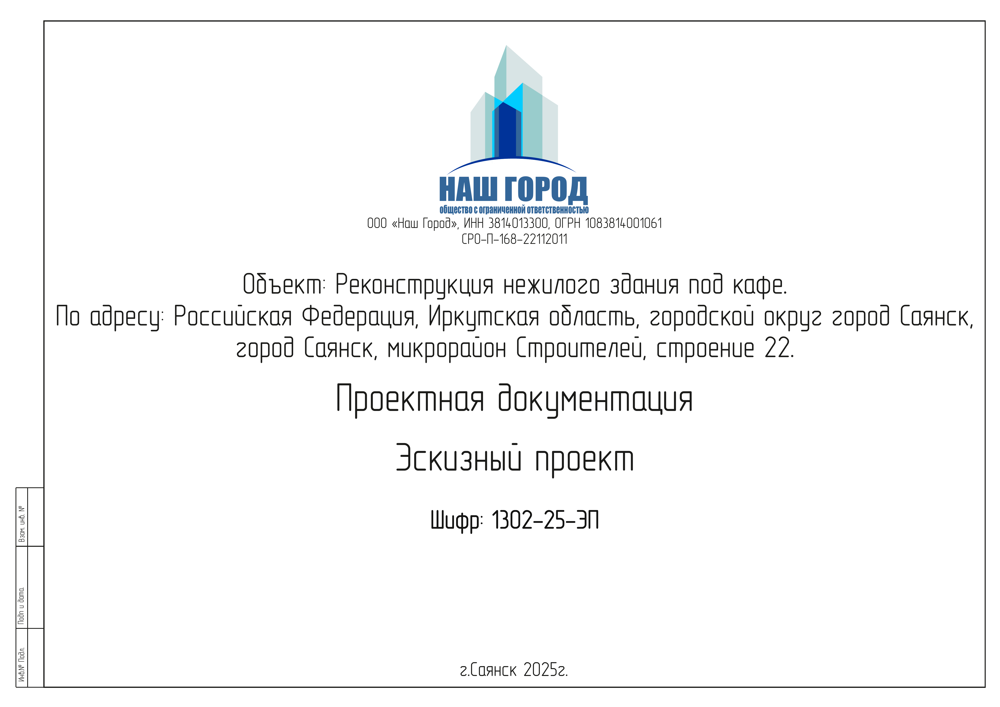 НАШ ГОРОД
общество с ограниченной ответственностью
ООО «Наш Город», ИНН 3814013300, ОГРН 1083814001061
СРО-П-168-22112011
Объект: Реконструкция нежилого здания под кафе.
По адресу: Российская Федерация, Иркутская область, городской округ город Саянск,
город Саянск, микрорайон Строителей, строение 22.
Проектная документация
Эскизный проект
Шифр: 1302-25-ЭП
Взам. инв. №
Подп и дата.
Инв.№ Подл.
г.Саянск 2025г.